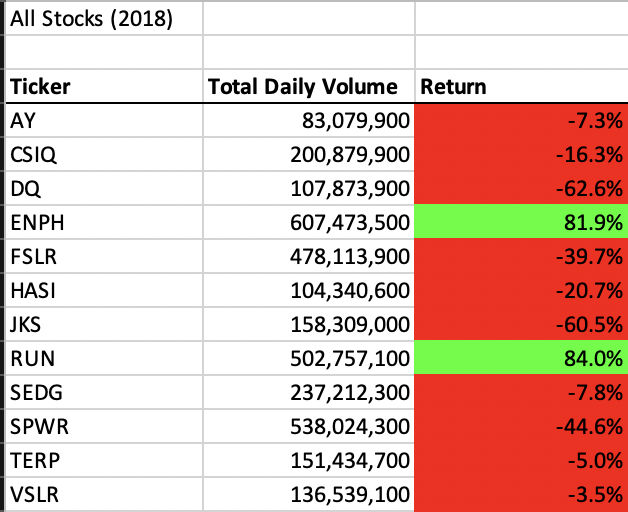 All Stocks (2018)
Ticker Total Daily Volume Return
AY 83,079,900 -7.3%
CSIQ 200,879,900 -16.3%
DQ 107,873,900 -62.6%
ENPH 607,473,500 81.9%
FSLR 478,113,900 -39.7%
HASI 104,340,600 -20.7%
JKS 158,309,000 -60.5%
RUN 502,757,100 84.0%
SEDG 237,212,300 -7.8%
SPWR 538,024,300 -44.6%
TERP 151,434,700 -5.0%
VSLR 136,539,100 -3.5%